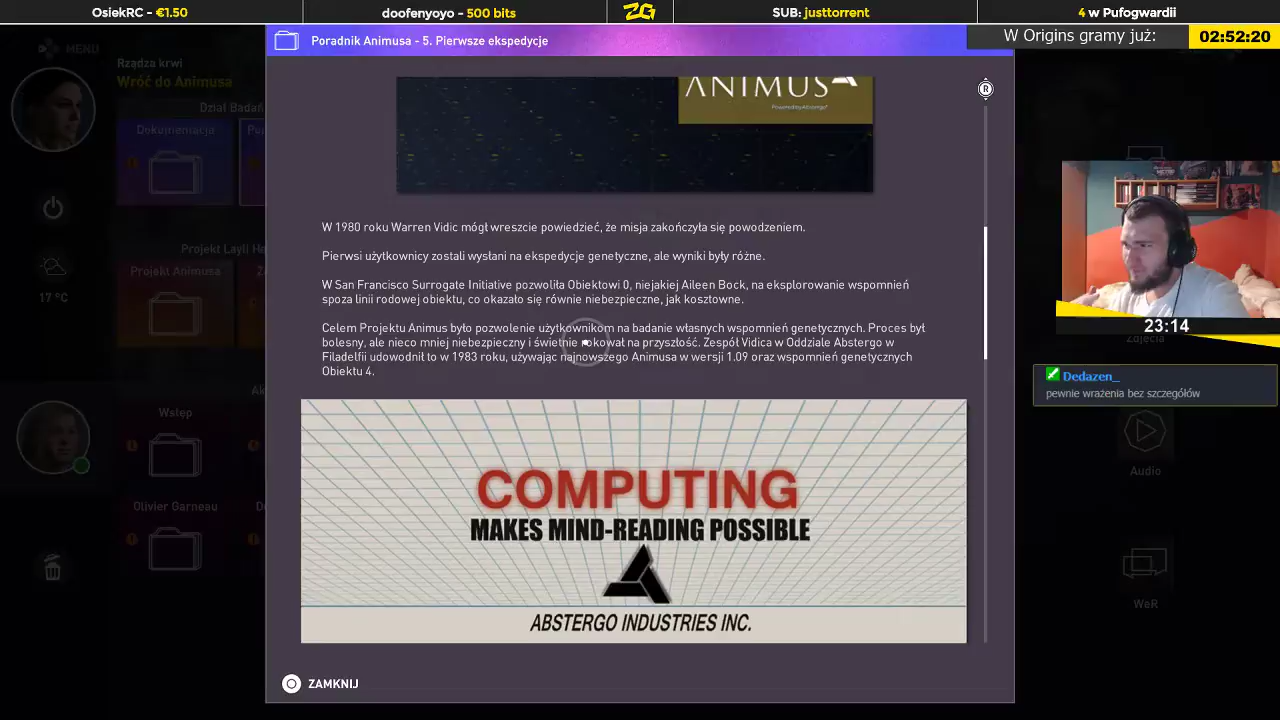 OsiekRC - €1.50
doofenyoyo - 500 bits
ZG
SUB: justtorrent
4 w Pufogwardii
W Origins gramy już:
02:52:20
Poradnik Animusa - 5. Pierwsze ekspedycje
MENU
Rządza krwi
Wróć do Animusa
Dział Badań
Dokumentacja
Projekt Animusa
17 °C
Wstęp
Olivier Garneau
ANIMUS
Powered by Abstergo
R
W 1980 roku Warren Vidic mógł wreszcie powiedzieć, że misja zakończyła się powodzeniem.
Pierwsi użytkownicy zostali wysłani na ekspedycje genetyczne, ale wyniki były różne.
W San Francisco Surrogate Initiative pozwoliła Obiektowi 0, niejakiej Aileen Bock, na eksplorowanie wspomnień
spoza linii rodowej obiektu, co okazało się równie niebezpieczne, jak kosztowne.
Celem Projektu Animus było pozwolenie użytkownikom na badanie własnych wspomnień genetycznych. Proces był
bolesny, ale nieco mniej niebezpieczny i świetnie rokował na przyszłość. Zespół Vidica w Oddziale Abstergo w
Filadelfii udowodnił to w 1983 roku, używając najnowszego Animusa w wersji 1.09 oraz wspomnień genetycznych
Obiektu 4.
COMPUTING
MAKES MIND-READING POSSIBLE
ABSTERGO INDUSTRIES INC.
ZAMKNIJ
23:14
Zdjęcia
Dedazen_
pewnie wrażenia bez szczegółów
Audio
WeR